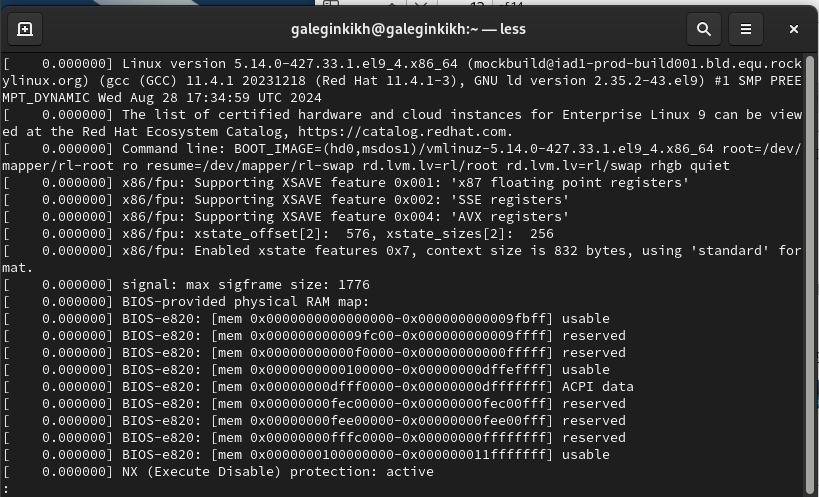 galeginkikh@galeginkikh:~ — less
[    0.000000] Linux version 5.14.0-427.33.1.el9_4.x86_64 (mockbuild@iad1-prod-build001.bld.equ.rock
ylinux.org) (gcc (GCC) 11.4.1 20231218 (Red Hat 11.4.1-3), GNU ld version 2.35.2-43.el9) #1 SMP PREE
MPT_DYNAMIC Wed Aug 28 17:34:59 UTC 2024
[    0.000000] The list of certified hardware and cloud instances for Enterprise Linux 9 can be view
ed at the Red Hat Ecosystem Catalog, https://catalog.redhat.com.
[    0.000000] Command line: BOOT_IMAGE=(hd0,msdos1)/vmlinuz-5.14.0-427.33.1.el9_4.x86_64 root=/dev/
mapper/rl-root ro resume=/dev/mapper/rl-swap rd.lvm.lv=rl/root rd.lvm.lv=rl/swap rhgb quiet
[    0.000000] x86/fpu: Supporting XSAVE feature 0x001: 'x87 floating point registers'
[    0.000000] x86/fpu: Supporting XSAVE feature 0x002: 'SSE registers'
[    0.000000] x86/fpu: Supporting XSAVE feature 0x004: 'AVX registers'
[    0.000000] x86/fpu: xstate_offset[2]:  576, xstate_sizes[2]:  256
[    0.000000] x86/fpu: Enabled xstate features 0x7, context size is 832 bytes, using 'standard' for
mat.
[    0.000000] signal: max sigframe size: 1776
[    0.000000] BIOS-provided physical RAM map:
[    0.000000] BIOS-e820: [mem 0x0000000000000000-0x000000000009fbff] usable
[    0.000000] BIOS-e820: [mem 0x000000000009fc00-0x000000000009ffff] reserved
[    0.000000] BIOS-e820: [mem 0x00000000000f0000-0x00000000000fffff] reserved
[    0.000000] BIOS-e820: [mem 0x0000000000100000-0x00000000dffeffff] usable
[    0.000000] BIOS-e820: [mem 0x00000000dfff0000-0x00000000dfffffff] ACPI data
[    0.000000] BIOS-e820: [mem 0x00000000fec00000-0x00000000fec00fff] reserved
[    0.000000] BIOS-e820: [mem 0x00000000fee00000-0x00000000fee00fff] reserved
[    0.000000] BIOS-e820: [mem 0x00000000fffc0000-0x00000000ffffffff] reserved
[    0.000000] BIOS-e820: [mem 0x0000000100000000-0x000000011fffffff] usable
[    0.000000] NX (Execute Disable) protection: active
: